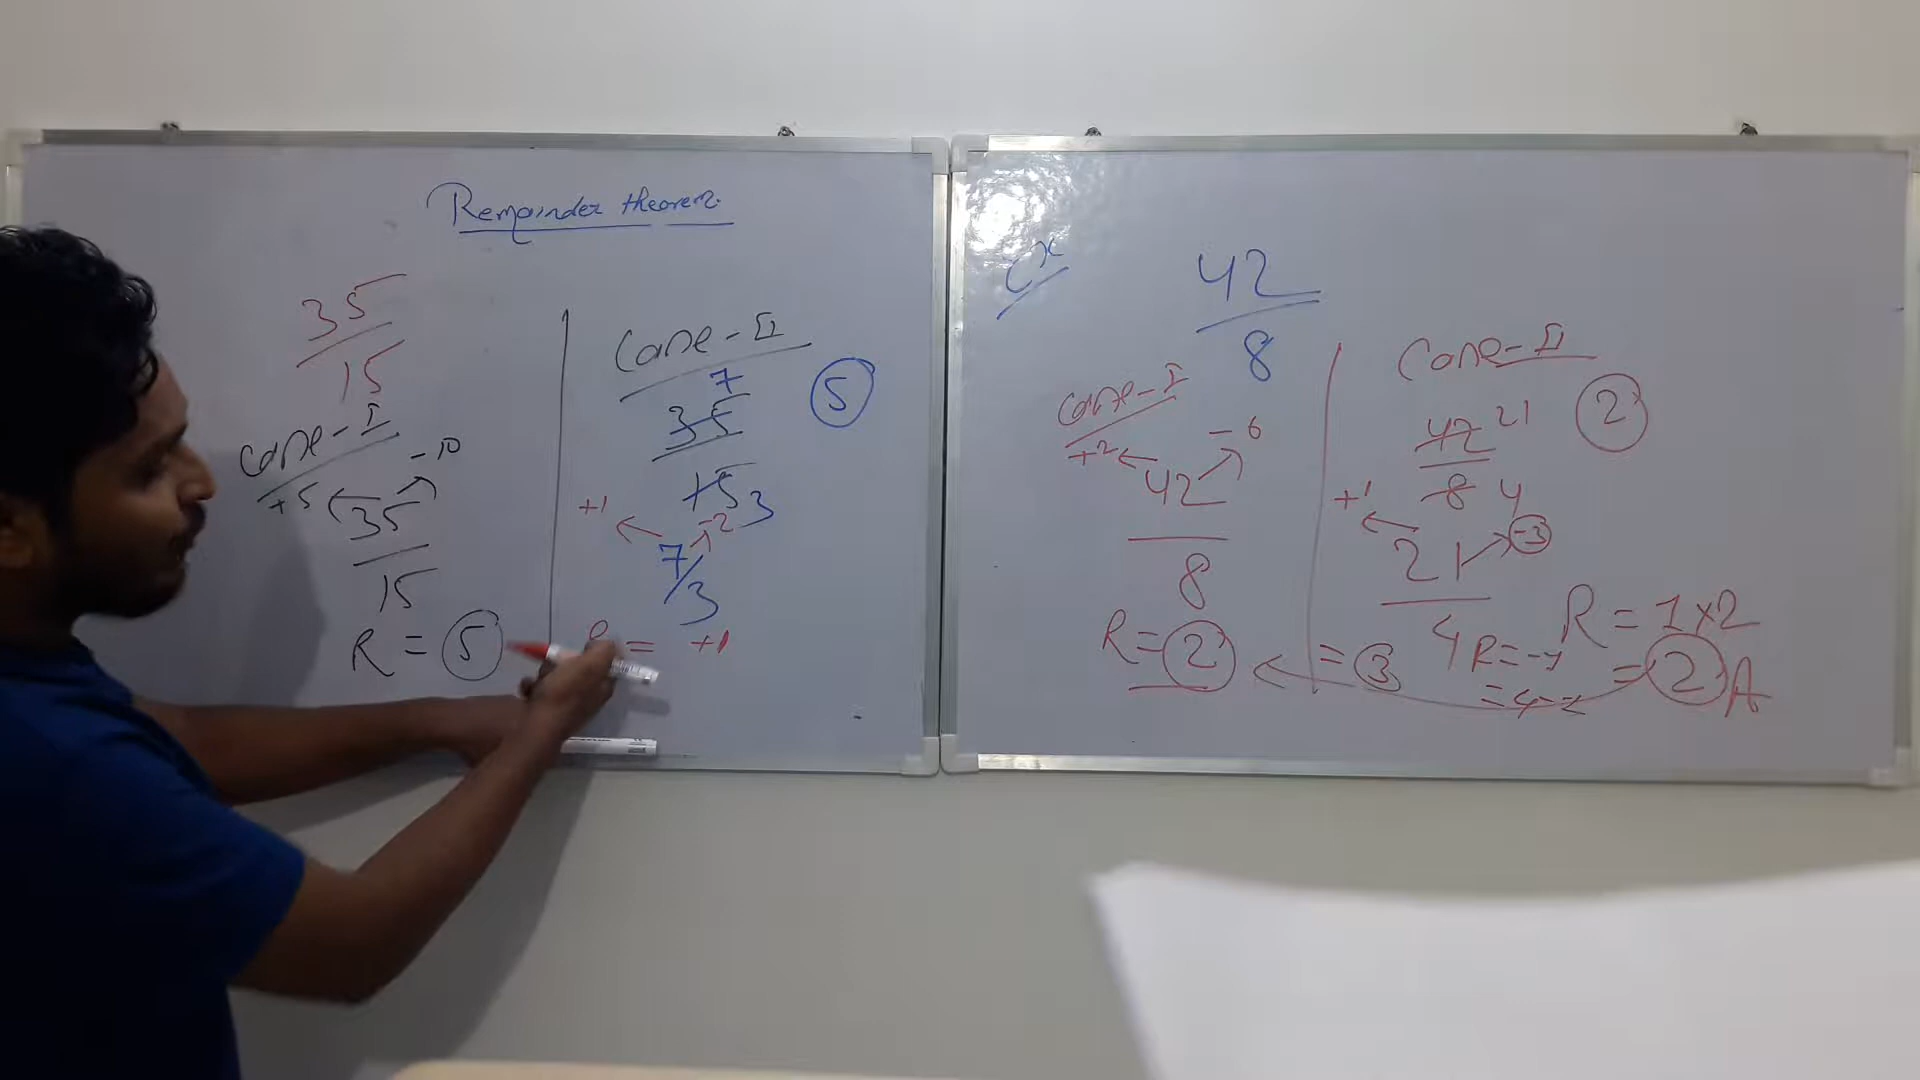 Remainder theorem.
35
15
Case-I
+5
-10
35
15
R = 5
Case-II
7
35
15
3
5
+1
-2
7/3
= +1
Ex
42
8
Case-I
+2
-6
42
8
R = 2
Case-II
42 21
8 4
2
+1
-3
21
4
R = 1x2
= 2 A
= 3